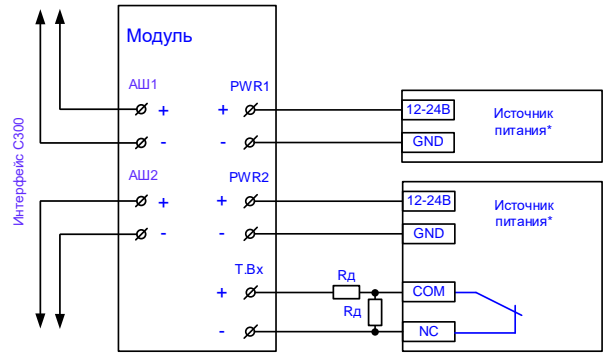 Модуль
АШ1
PWR1
+
+
12-24В
Источник
питания*
-
-
GND
Интерфейс С300
АШ2
PWR2
+
+
12-24В
Источник
питания*
-
-
GND
Т.Вх
Rд
+
COM
Rд
-
NC